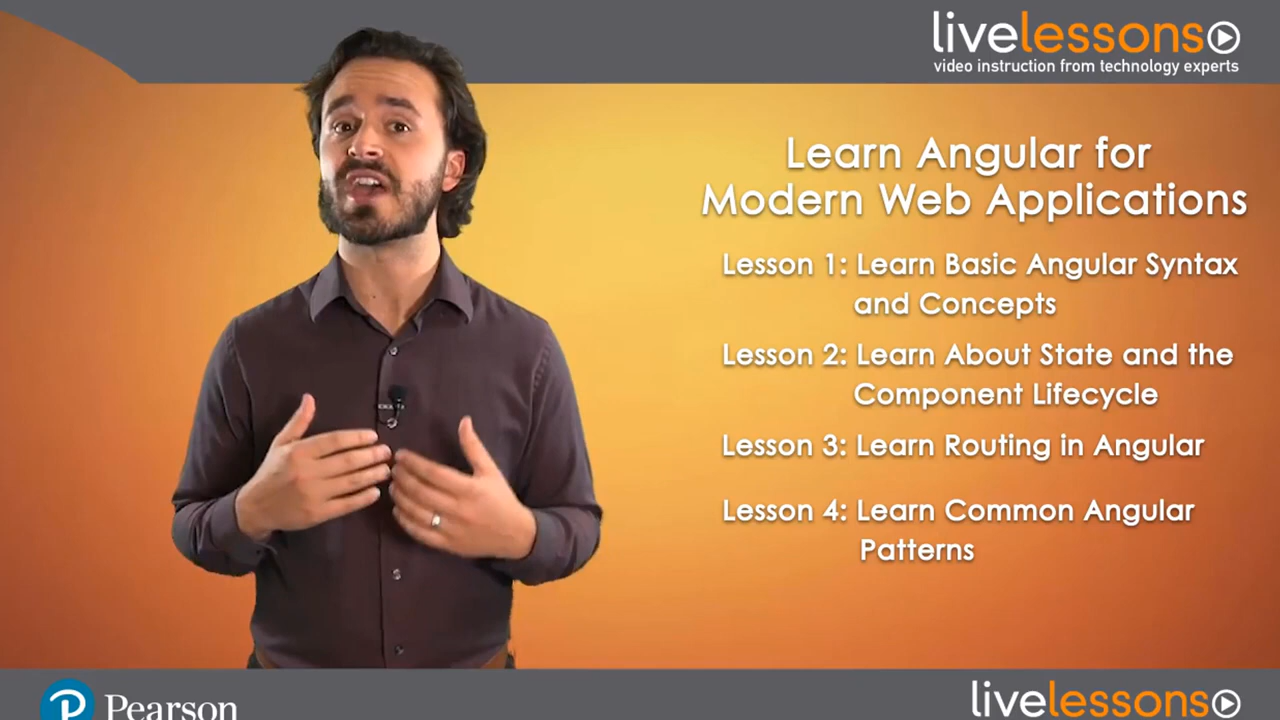 livelessons
video instruction from technology experts
Learn Angular for
Modern Web Applications
Lesson 1: Learn Basic Angular Syntax
and Concepts
Lesson 2: Learn About State and the
Component Lifecycle
Lesson 3: Learn Routing in Angular
Lesson 4: Learn Common Angular
Patterns
Pearson
livelessons